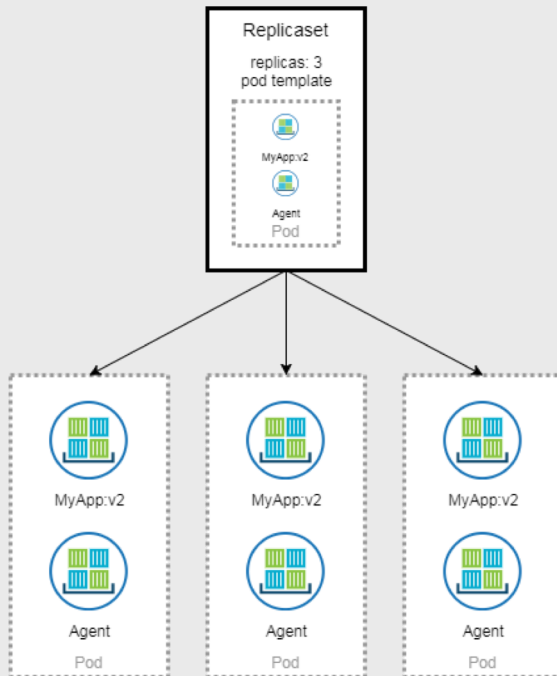 Replicaset
replicas: 3
pod template
MyApp:v2
Agent
Pod
MyApp:v2
MyApp:v2
MyApp:v2
Agent
Agent
Agent
Pod
Pod
Pod